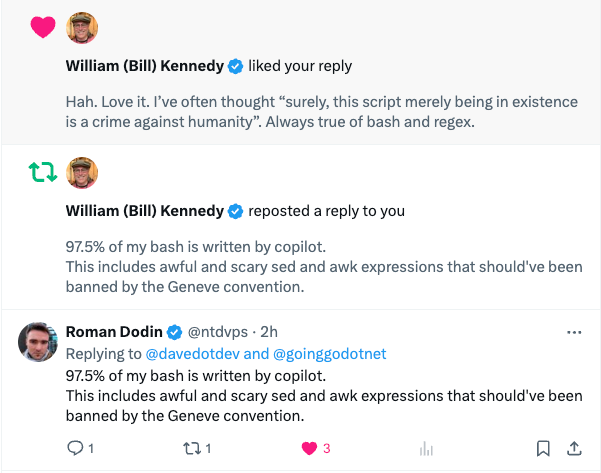 William (Bill) Kennedy liked your reply
Hah. Love it. I’ve often thought “surely, this script merely being in existence
is a crime against humanity”. Always true of bash and regex.
William (Bill) Kennedy reposted a reply to you
97.5% of my bash is written by copilot.
This includes awful and scary sed and awk expressions that should've been
banned by the Geneve convention.
Roman Dodin @ntdvps · 2h
Replying to @davedotdev and @goinggodotnet
97.5% of my bash is written by copilot.
This includes awful and scary sed and awk expressions that should've been
banned by the Geneve convention.
1 1 3